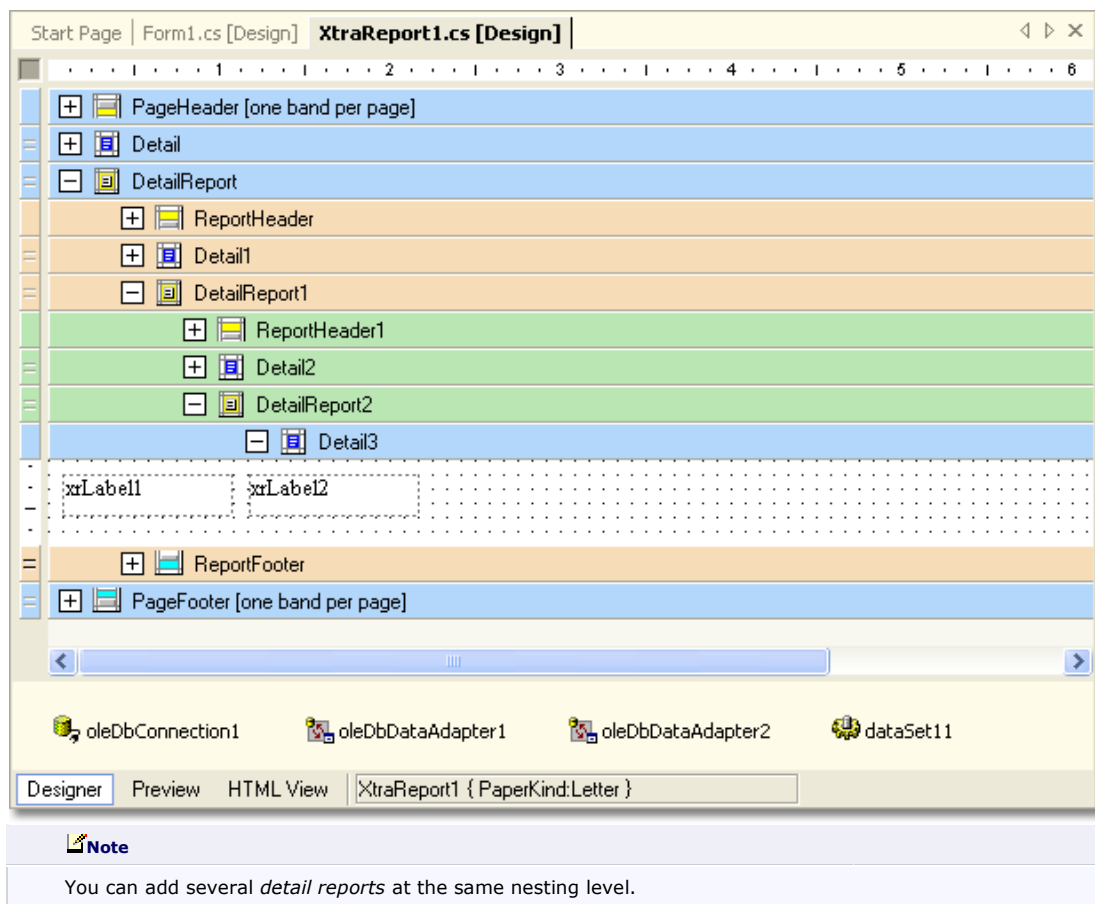 Start Page Form1.cs [Design] XtraReport1.cs [Design]
1 2 3 4 5 6
PageHeader [one band per page]
Detail
DetailReport
ReportHeader
Detail1
DetailReport1
ReportHeader1
Detail2
DetailReport2
Detail3
xrLabel1 xrLabel2
ReportFooter
PageFooter [one band per page]
oleDbConnection1 oleDbDataAdapter1 oleDbDataAdapter2 dataSet11
Designer Preview HTML View XtraReport1 { PaperKind:Letter }
Note
You can add several detail reports at the same nesting level.